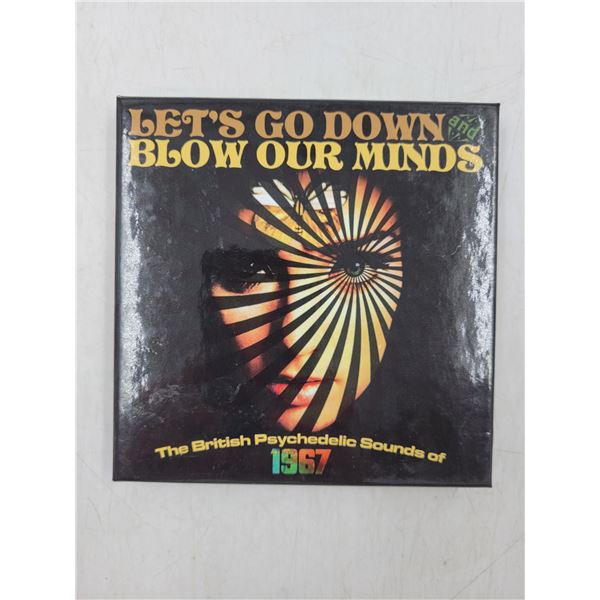 LET'S GO DOWN and
BLOW OUR MINDS
The British Psychedelic Sounds of
1967